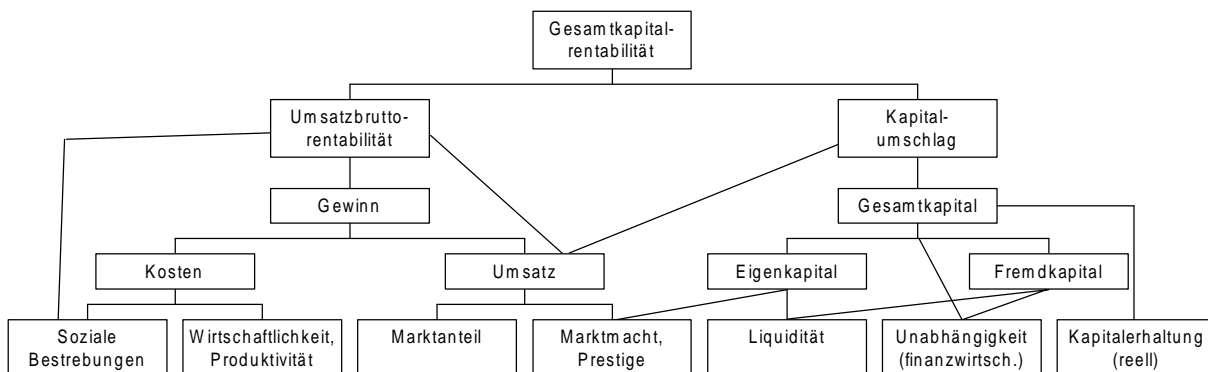 Gesamtkapital-
rentabilität
Umsatzbrutto-
rentabilität
Kapital-
umschlag
Gewinn
Gesamtkapital
Kosten
Umsatz
Eigenkapital
Fremdkapital
Soziale
Bestrebungen
Wirtschaftlichkeit,
Produktivität
Marktanteil
Marktmacht,
Prestige
Liquidität
Unabhängigkeit
(finanzwirtsch.)
Kapitalerhaltung
(reell)